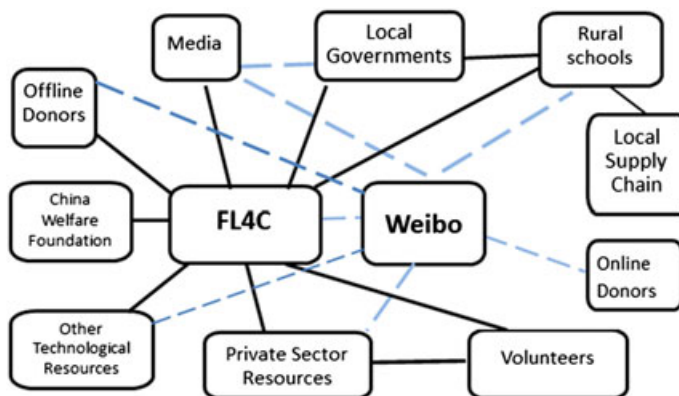 Media
Local
Governments
Rural
schools
Offline
Donors
Local
Supply
Chain
China
Welfare
Foundation
FL4C
Weibo
Online
Donors
Other
Technological
Resources
Private Sector
Resources
Volunteers